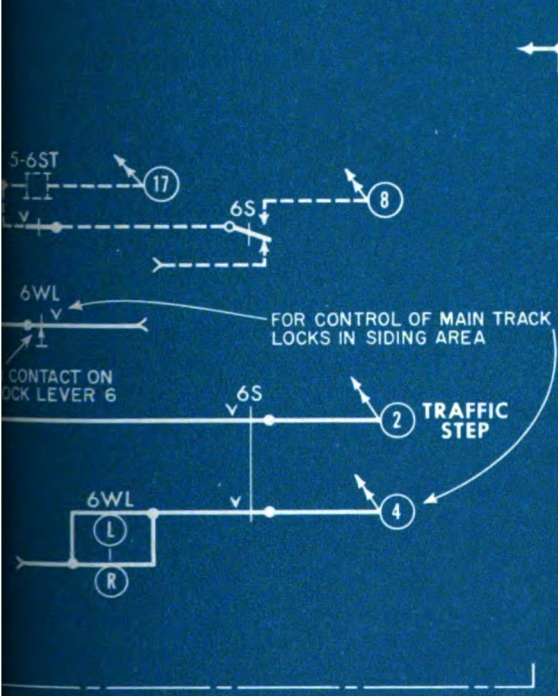 5-6ST
17
6S
8
6WL
FOR CONTROL OF MAIN TRACK
LOCKS IN SIDING AREA
CONTACT ON
LEVER 6
6S
2
TRAFFIC
STEP
6WL
L
4
R